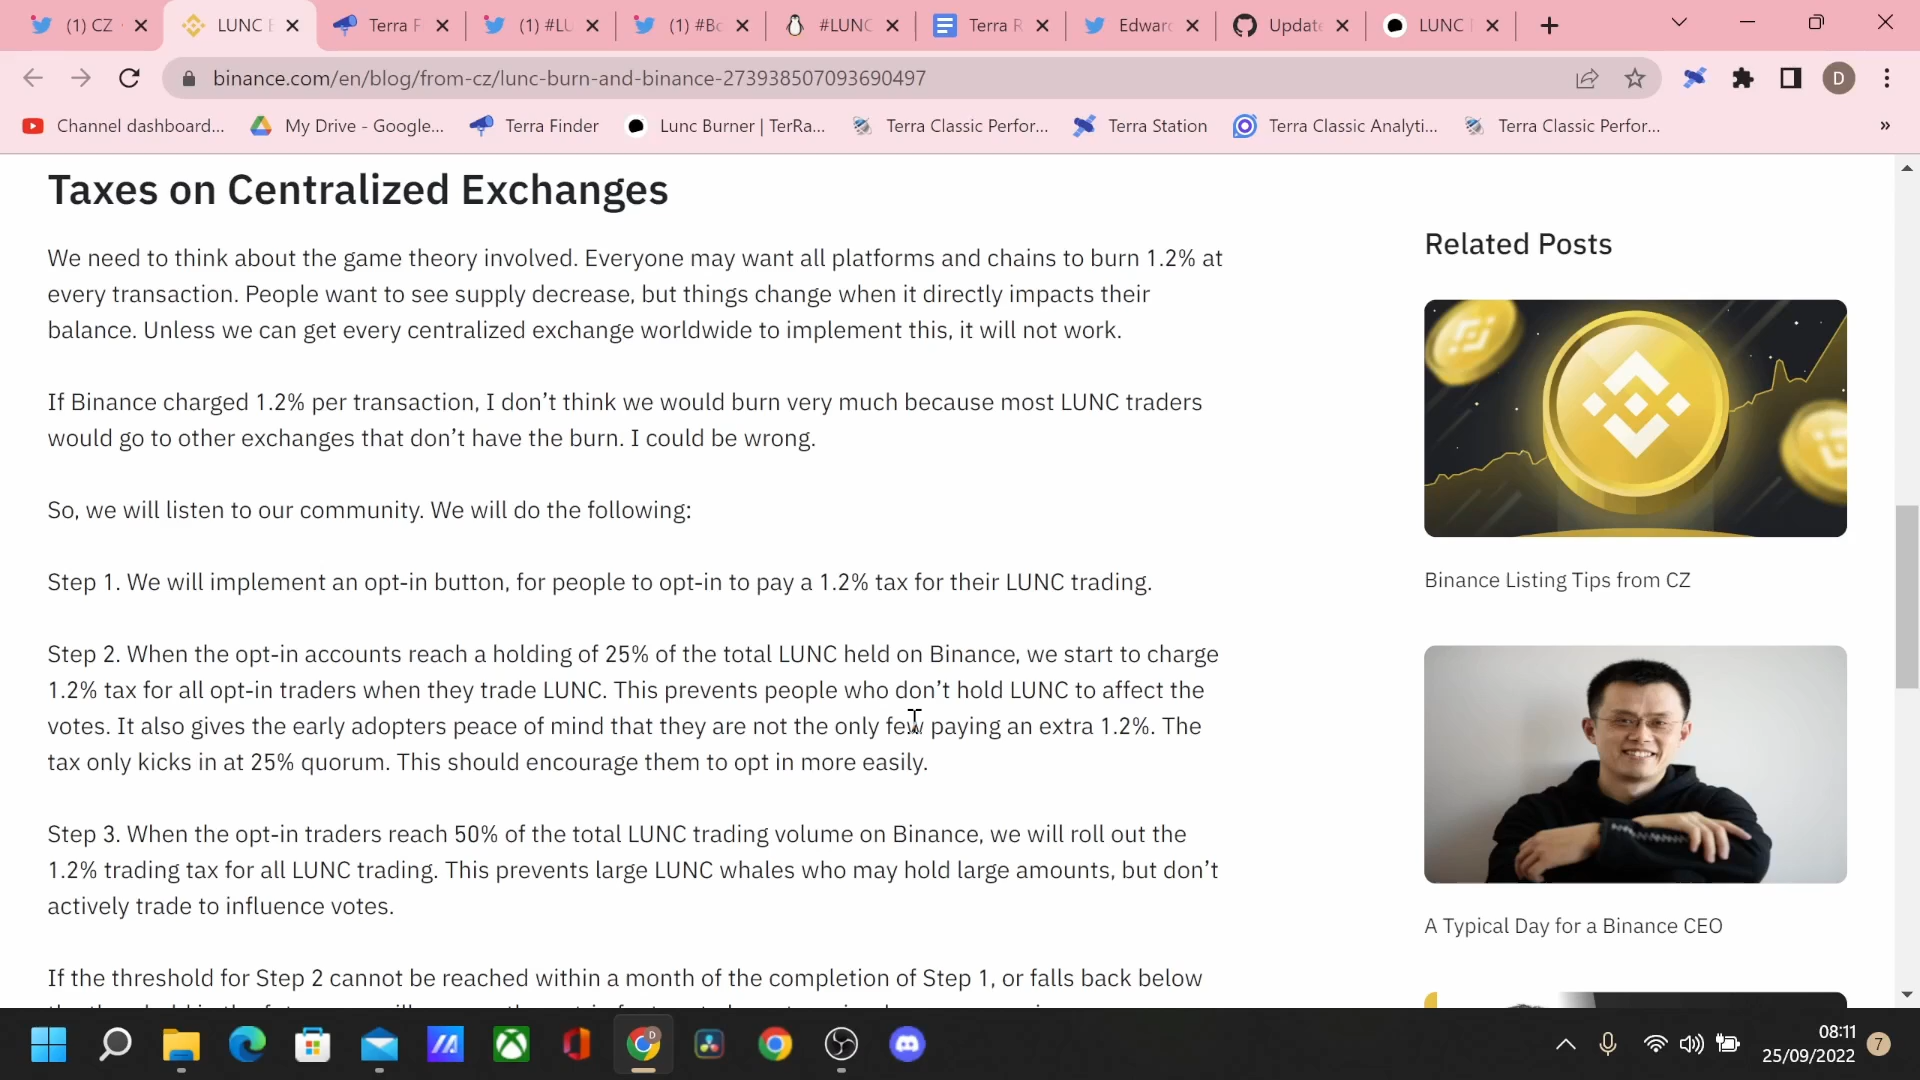 (1) CZ
LUNC B
Terra F
(1) #LU
(1) #Bo
#LUNC
Terra R
Edward
Update
LUNC
binance.com/en/blog/from-cz/lunc-burn-and-binance-273938507093690497
D
Channel dashboard...
My Drive - Google...
Terra Finder
Lunc Burner | TerRa...
Terra Classic Perfor...
Terra Station
Terra Classic Analyti...
Terra Classic Perfor...
»
Taxes on Centralized Exchanges
We need to think about the game theory involved. Everyone may want all platforms and chains to burn 1.2% at
every transaction. People want to see supply decrease, but things change when it directly impacts their
balance. Unless we can get every centralized exchange worldwide to implement this, it will not work.
If Binance charged 1.2% per transaction, I don’t think we would burn very much because most LUNC traders
would go to other exchanges that don’t have the burn. I could be wrong.
So, we will listen to our community. We will do the following:
Step 1. We will implement an opt-in button, for people to opt-in to pay a 1.2% tax for their LUNC trading.
Step 2. When the opt-in accounts reach a holding of 25% of the total LUNC held on Binance, we start to charge
1.2% tax for all opt-in traders when they trade LUNC. This prevents people who don’t hold LUNC to affect the
votes. It also gives the early adopters peace of mind that they are not the only few paying an extra 1.2%. The
tax only kicks in at 25% quorum. This should encourage them to opt in more easily.
Step 3. When the opt-in traders reach 50% of the total LUNC trading volume on Binance, we will roll out the
1.2% trading tax for all LUNC trading. This prevents large LUNC whales who may hold large amounts, but don’t
actively trade to influence votes.
If the threshold for Step 2 cannot be reached within a month of the completion of Step 1, or falls back below
Related Posts
Binance Listing Tips from CZ
A Typical Day for a Binance CEO
08:11
25/09/2022
7